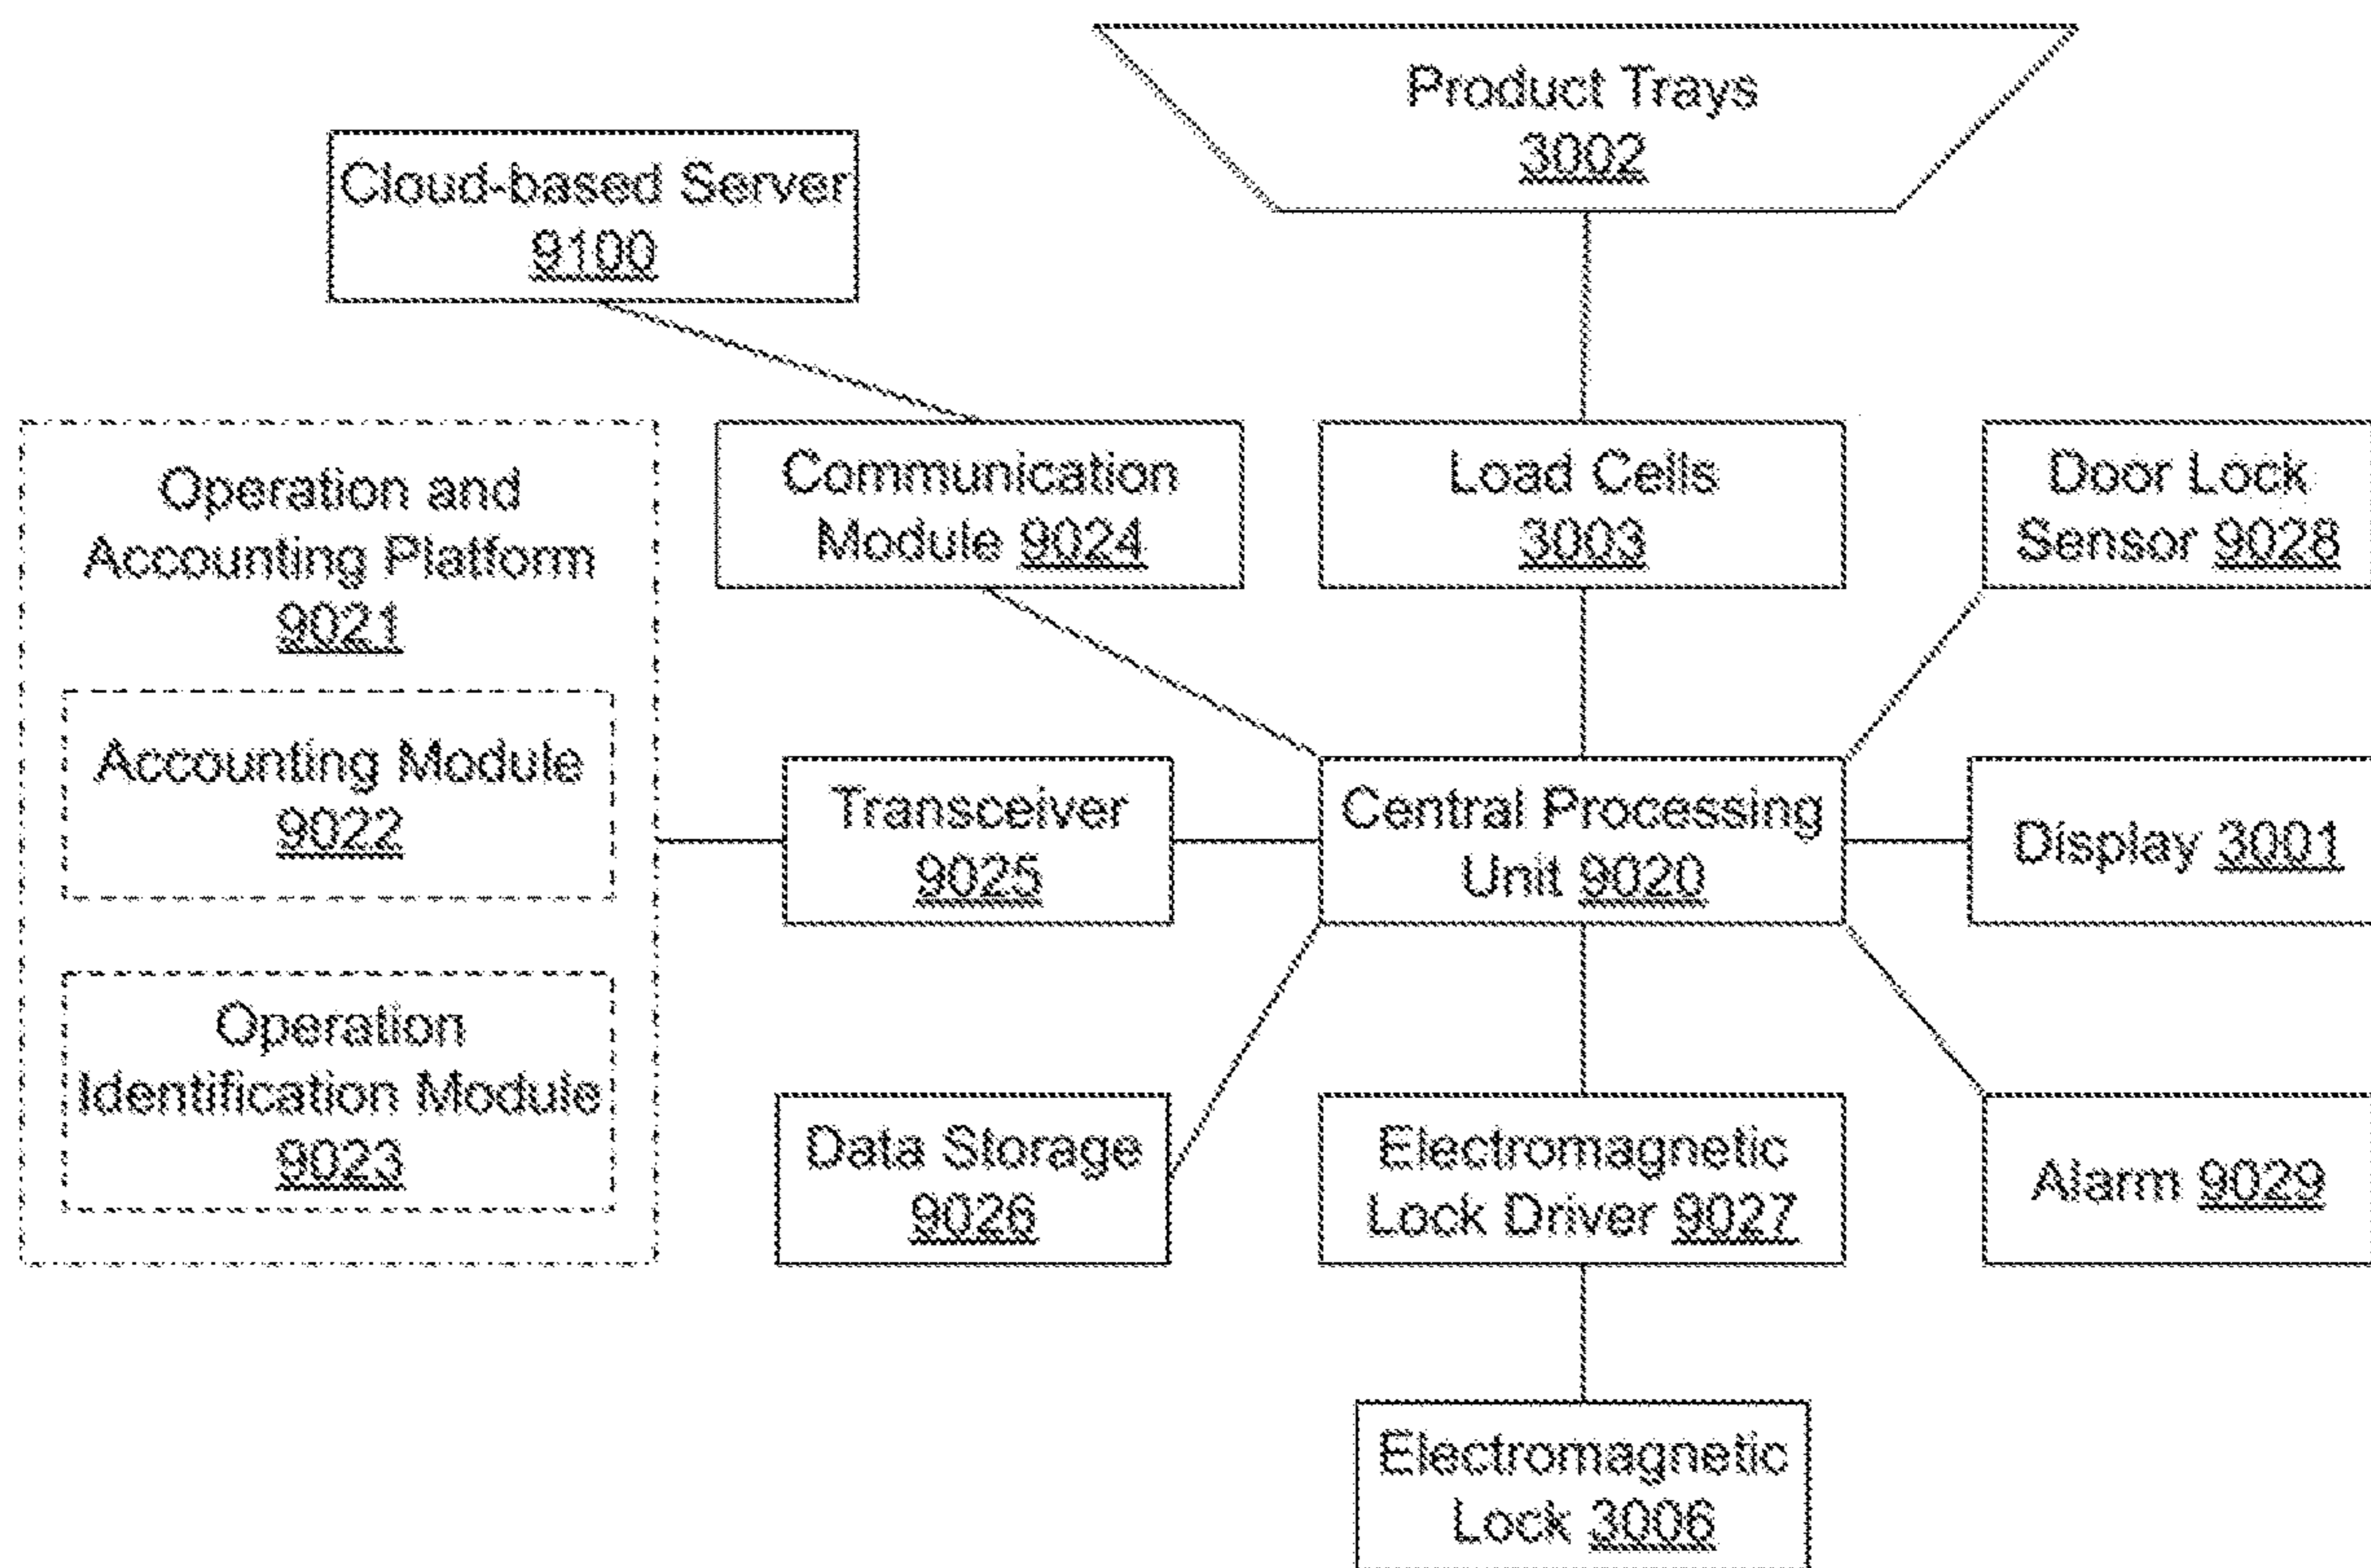 Product Trays
3002
Cloud-based Server
9100
Operation and
Accounting Platform
9021
Accounting Module
9022
Operation
Identification Module
9023
Communication
Module 9024
Load Cells
3003
Door Lock
Sensor 9028
Transceiver
9025
Central Processing
Unit 9020
Display 3001
Data Storage
9026
Electromagnetic
Lock Driver 9027
Alarm 9029
Electromagnetic
Lock 3006